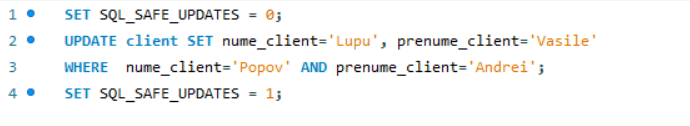 1 SET SQL_SAFE_UPDATES = 0;
2 UPDATE client SET nume_client='Lupu', prenume_client='Vasile'
3 WHERE  nume_client='Popov' AND prenume_client='Andrei';
4 SET SQL_SAFE_UPDATES = 1;